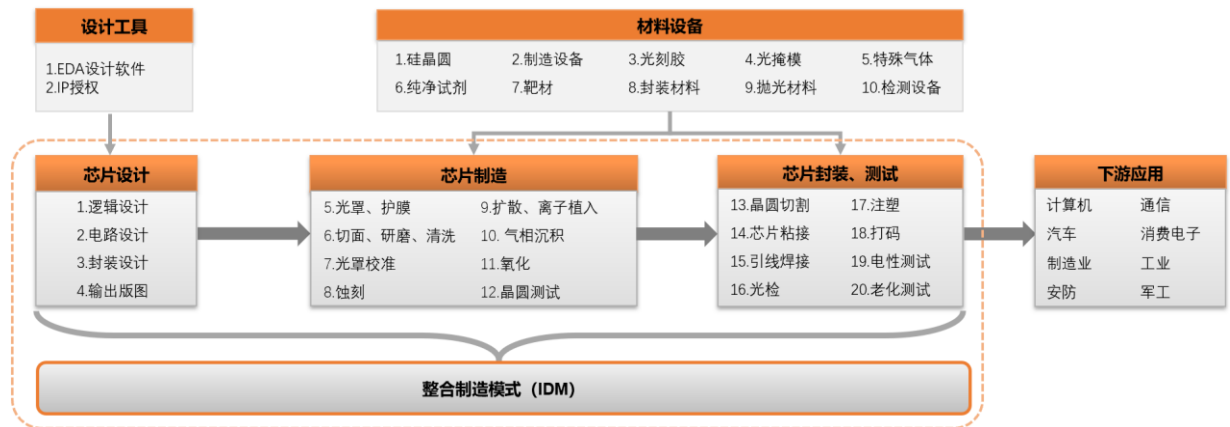 设计工具
1.EDA设计软件
2.IP授权
材料设备
1.硅晶圆 2.制造设备 3.光刻胶 4.光掩模 5.特殊气体
6.纯净试剂 7.靶材 8.封装材料 9.抛光材料 10.检测设备
芯片设计
1.逻辑设计
2.电路设计
3.封装设计
4.输出版图
芯片制造
5.光罩、护膜 9.扩散、离子植入
6.切面、研磨、清洗 10. 气相沉积
7.光罩校准 11.氧化
8.蚀刻 12.晶圆测试
芯片封装、测试
13.晶圆切割 17.注塑
14.芯片粘接 18.打码
15.引线焊接 19.电性测试
16.光检 20.老化测试
下游应用
计算机 通信
汽车 消费电子
制造业 工业
安防 军工
整合制造模式（IDM）